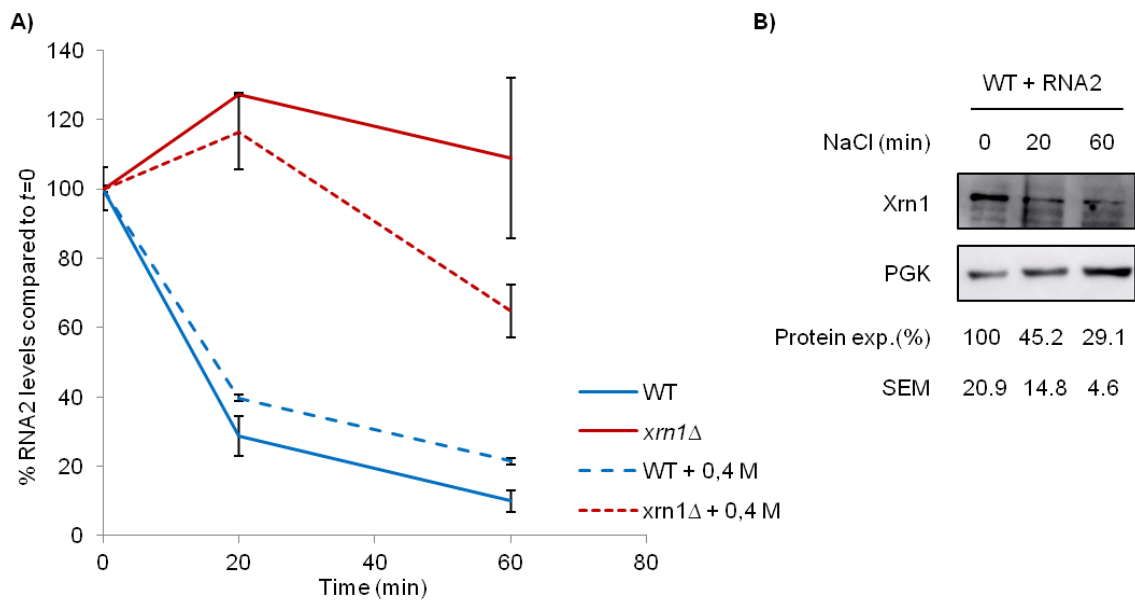 A)
% RNA2 levels compared to t=0
140
120
100
80
60
40
20
0
0 20 40 60 80
Time (min)
WT
xrn1Δ
WT + 0,4 M
xrn1Δ + 0,4 M
B)
WT + RNA2
NaCl (min) 0 20 60
Xrn1
PGK
Protein exp.(%) 100 45.2 29.1
SEM 20.9 14.8 4.6